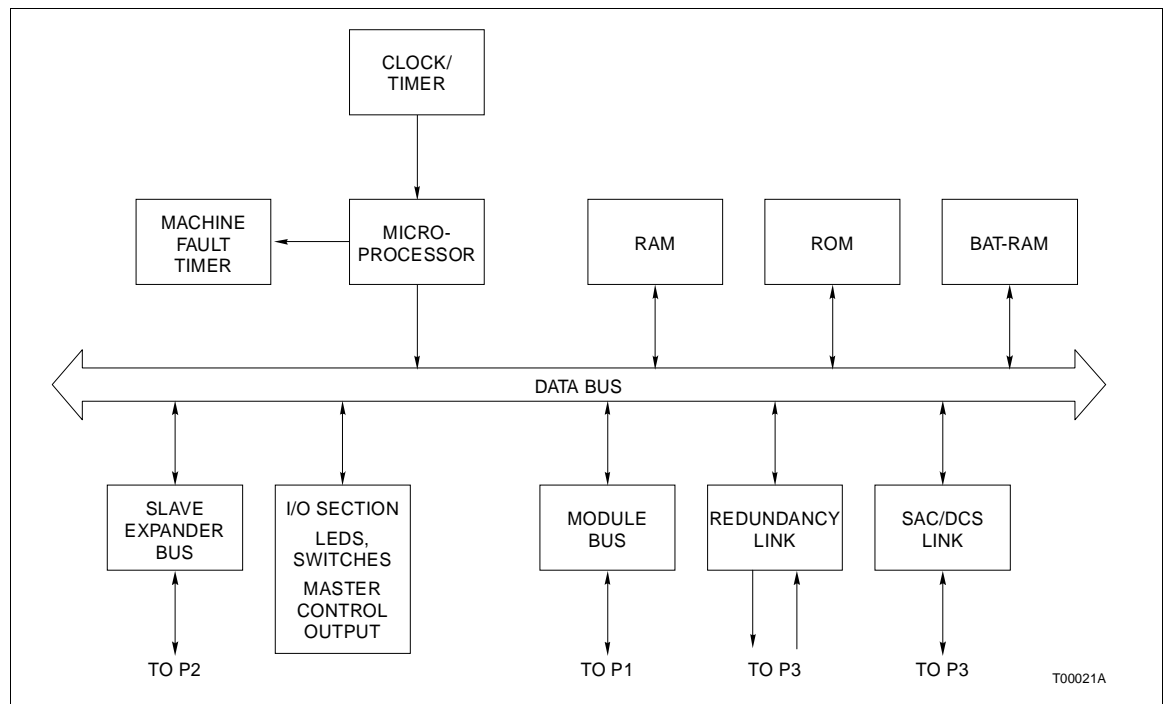 CLOCK/
TIMER
MACHINE
FAULT
TIMER
MICRO-
PROCESSOR
RAM
ROM
BAT-RAM
DATA BUS
SLAVE
EXPANDER
BUS
I/O SECTION
LEDS,
SWITCHES
MASTER
CONTROL
OUTPUT
MODULE
BUS
REDUNDANCY
LINK
SAC/DCS
LINK
TO P2
TO P1
TO P3
TO P3
T00021A